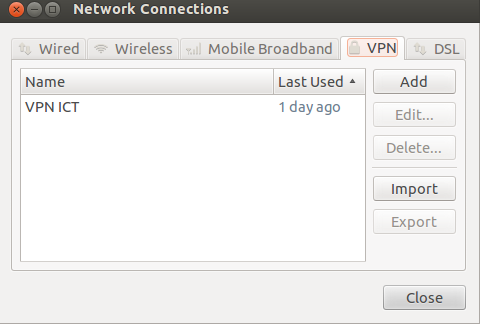 Network Connections
Wired Wireless Mobile Broadband VPN DSL
Name Last Used Add
VPN ICT 1 day ago
Edit...
Delete...
Import
Export
Close